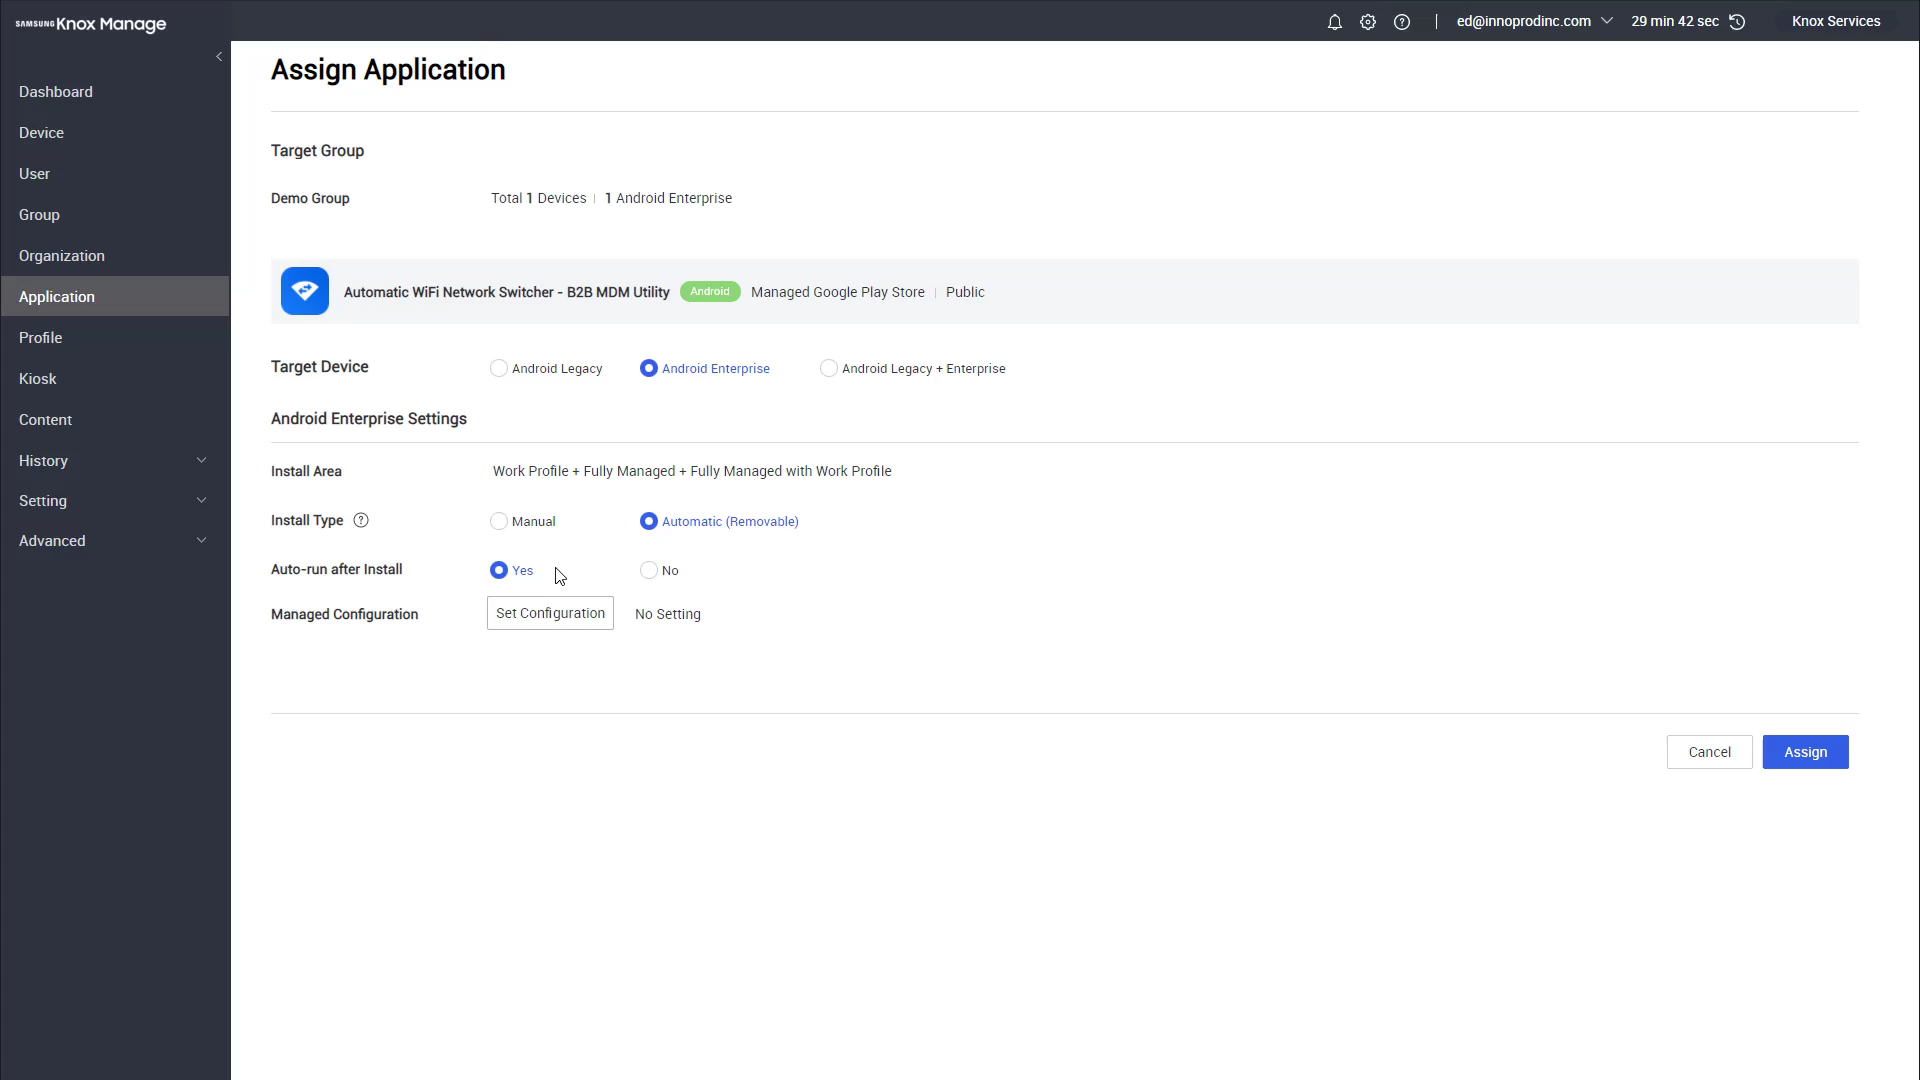 SAMSUNG Knox Manage
ed@innoprodinc.com 29 min 42 sec Knox Services
Dashboard
Device
User
Group
Organization
Application
Profile
Kiosk
Content
History
Setting
Advanced
Assign Application
Target Group
Demo Group Total 1 Devices | 1 Android Enterprise
Automatic WiFi Network Switcher - B2B MDM Utility Android Managed Google Play Store | Public
Target Device Android Legacy Android Enterprise Android Legacy + Enterprise
Android Enterprise Settings
Install Area Work Profile + Fully Managed + Fully Managed with Work Profile
Install Type ? Manual Automatic (Removable)
Auto-run after Install Yes No
Managed Configuration Set Configuration No Setting
Cancel Assign